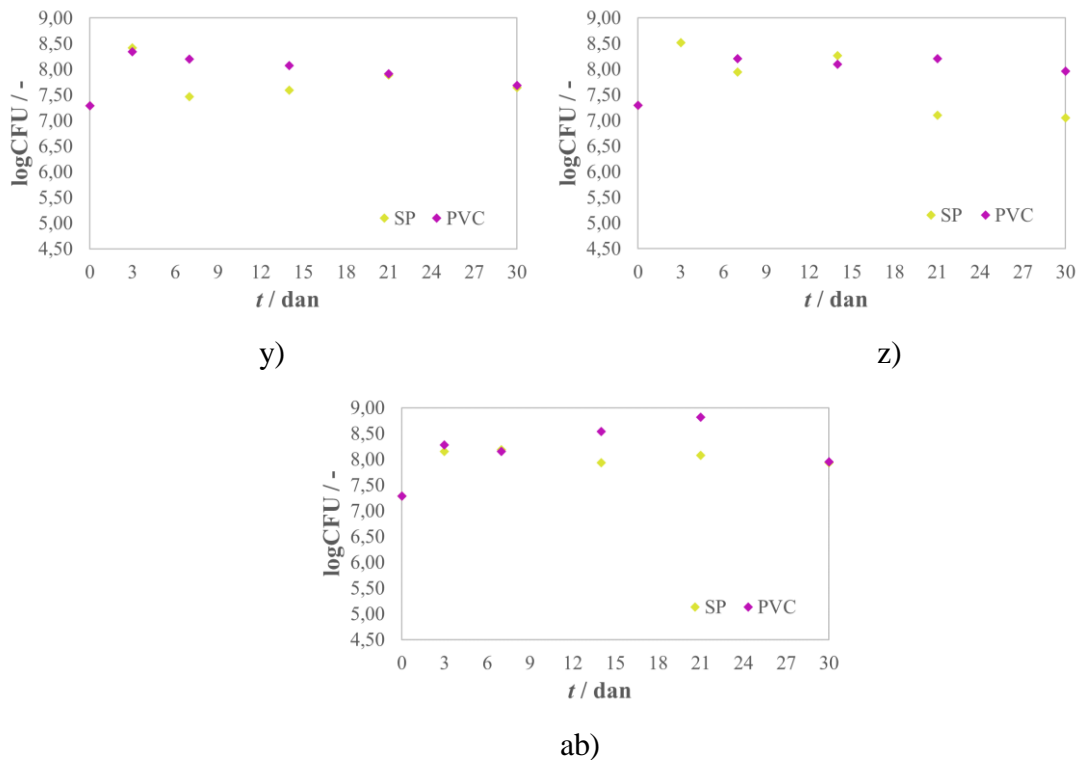 9,00
8,50
8,00
7,50
7,00
6,50
6,00
5,50
5,00
4,50
logCFU / -
SP PVC
0 3 6 9 12 15 18 21 24 27 30
t / dan
y)
9,00
8,50
8,00
7,50
7,00
6,50
6,00
5,50
5,00
4,50
logCFU / -
SP PVC
0 3 6 9 12 15 18 21 24 27 30
t / dan
z)
9,00
8,50
8,00
7,50
7,00
6,50
6,00
5,50
5,00
4,50
logCFU / -
SP PVC
0 3 6 9 12 15 18 21 24 27 30
t / dan
ab)